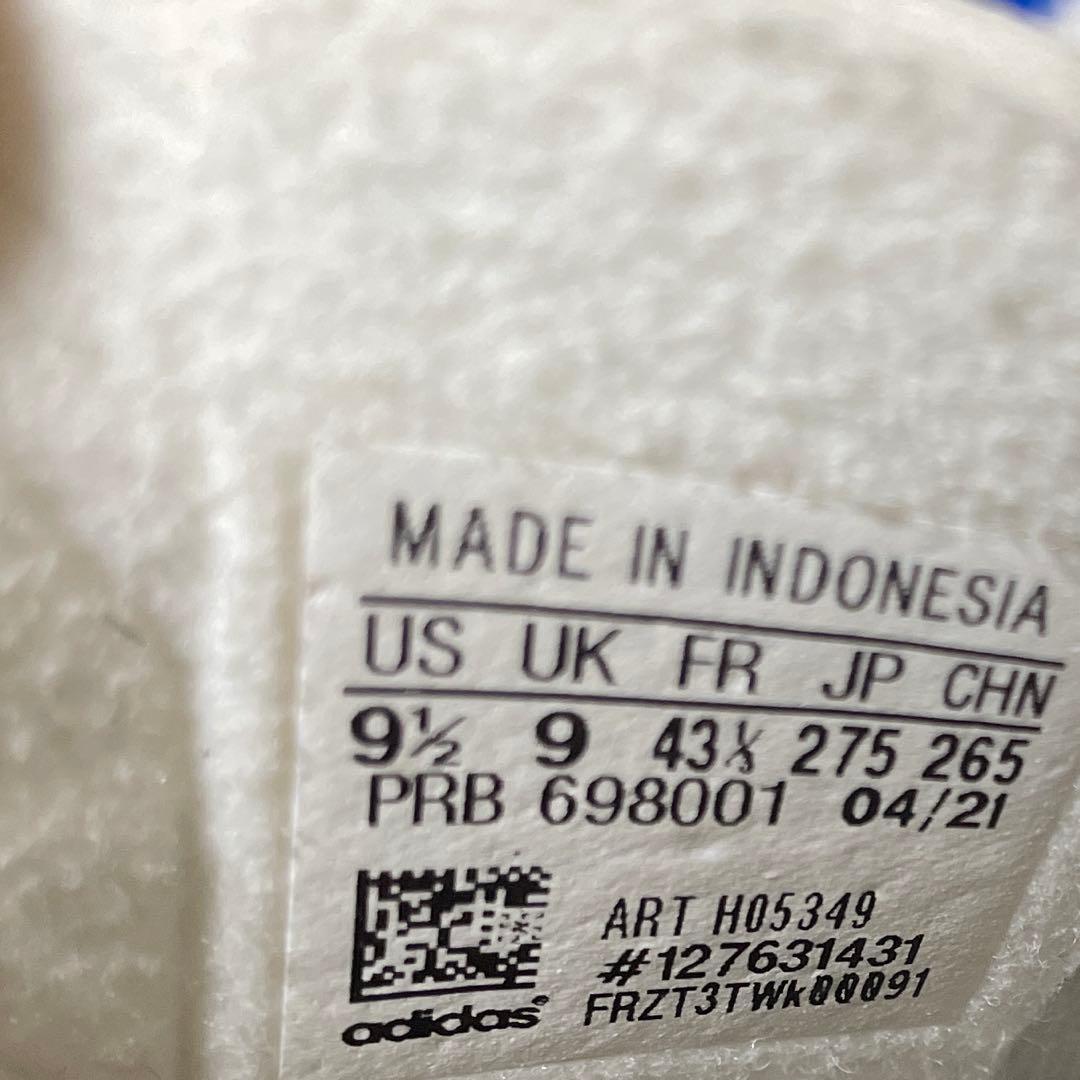 MADE IN INDONESIA
US UK FR JP CHN
9½ 9 43⅓ 275 265
PRB 698001 04/21
ART H05349
#127631431
FRZT3TWk00091
adidas®